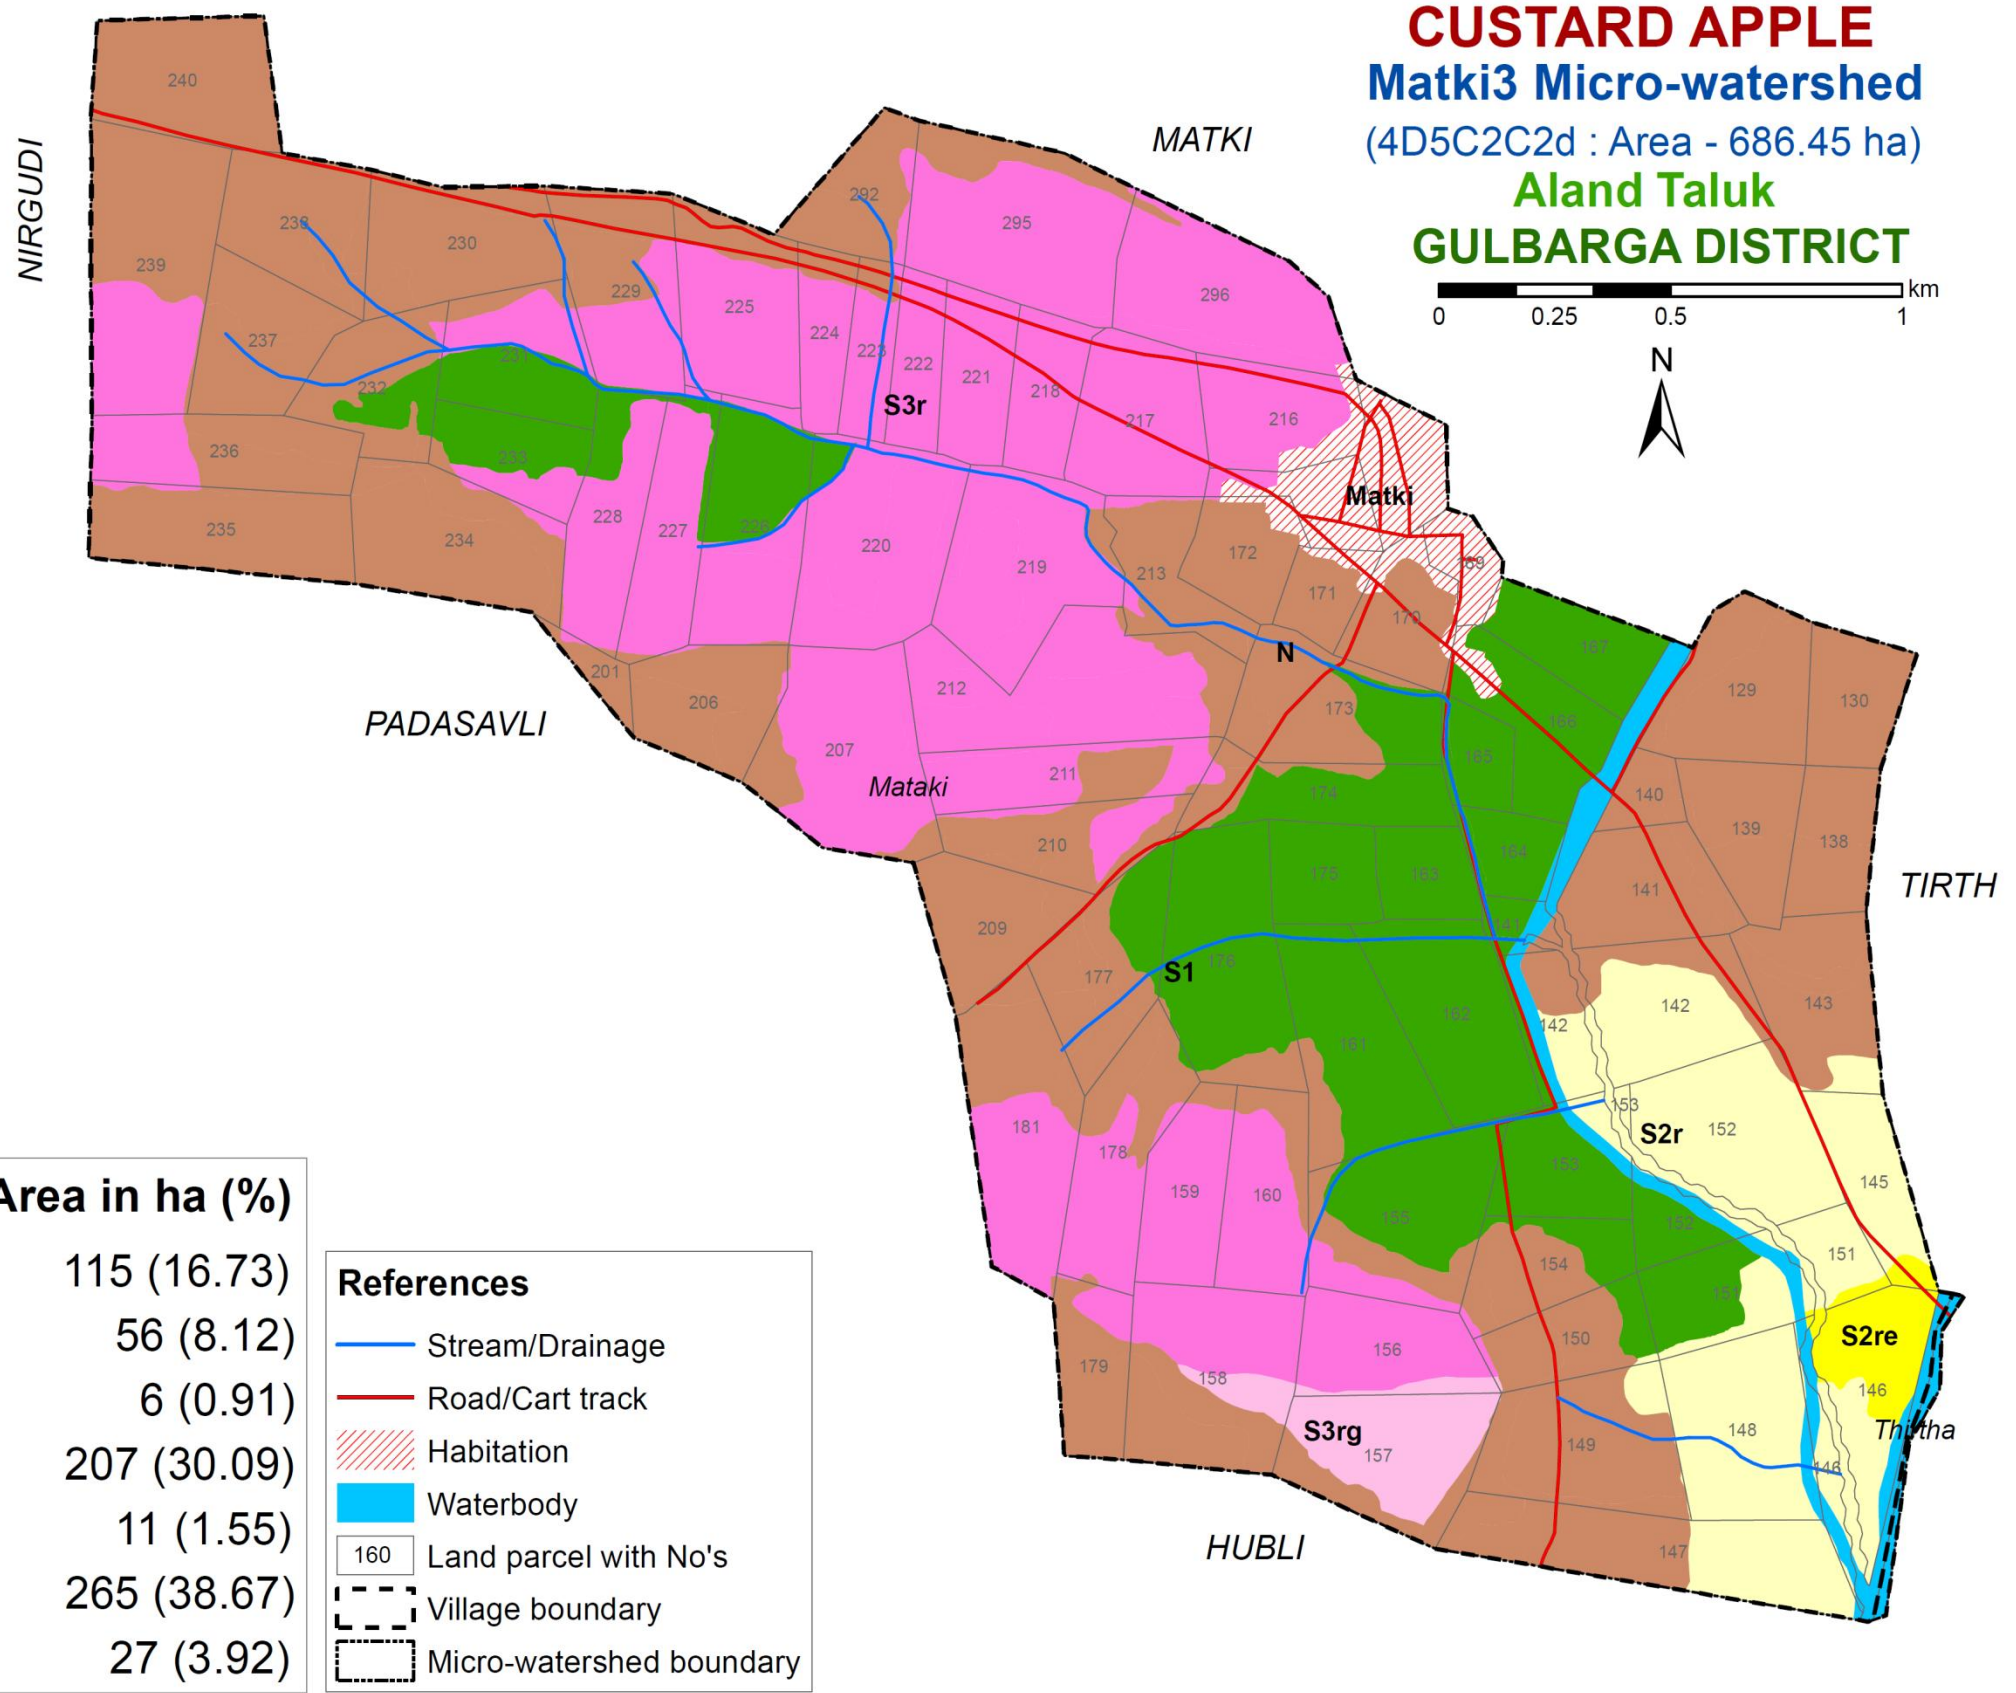 CUSTARD APPLE
Matki3 Micro-watershed
(4D5C2C2d : Area - 686.45 ha)
Aland Taluk
GULBARGA DISTRICT
km
0 0.25 0.5 1
N
MATKI
NIRGUDI
PADASAVLI
TIRTH
HUBLI
240
292
295
238
230
239
229
225
296
237
224
223
222
221
218
217
216
231
232
S3r
236
233
Matki
235
234
228
227
226
220
219
213
172
171
169
170
N
167
201
206
212
173
166
129
130
207
211
165
Mataki
174
140
139
138
210
175
163
164
141
209
141
177
S1
176
162
142
142
143
161
181
178
153
S2r
152
159
160
153
145
155
152
154
151
151
150
S2re
179
158
156
146
S3rg
157
149
148
Thirtha
146
147
Area in ha (%)
115 (16.73)
56 (8.12)
6 (0.91)
207 (30.09)
11 (1.55)
265 (38.67)
27 (3.92)
References
Stream/Drainage
Road/Cart track
Habitation
Waterbody
160 Land parcel with No's
Village boundary
Micro-watershed boundary